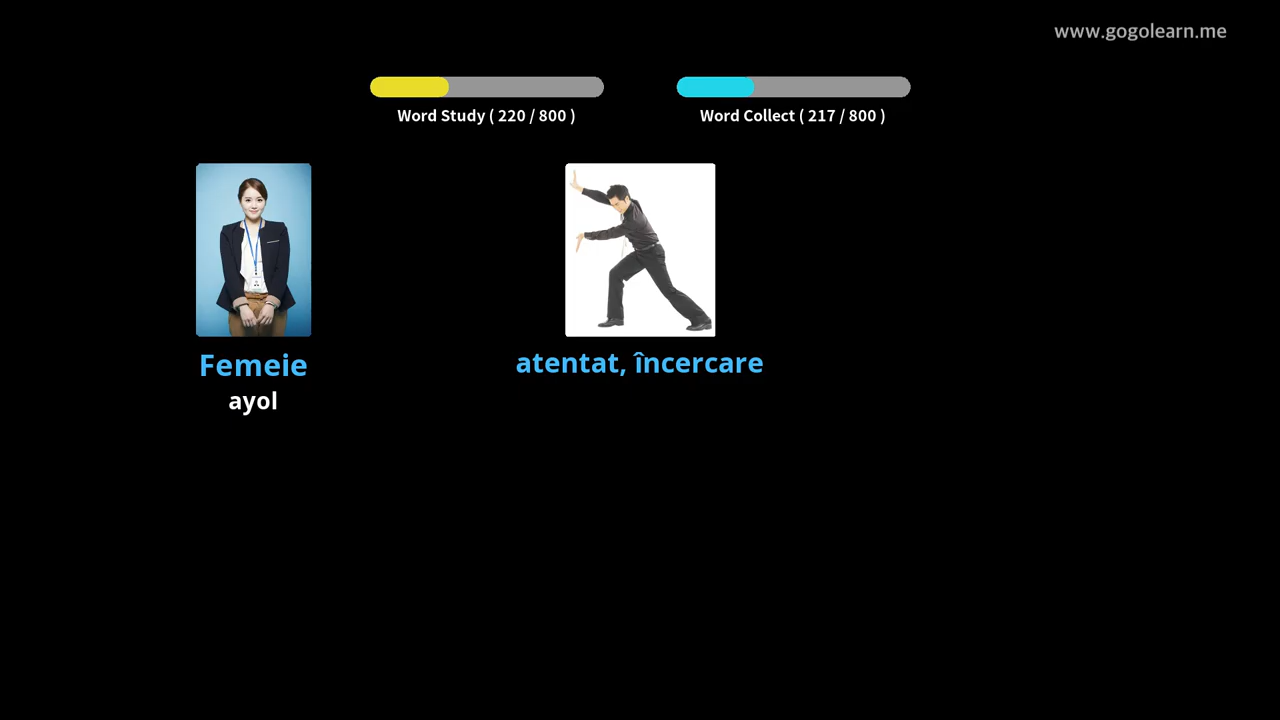 www.gogolearn.me
Word Study ( 220 / 800 )
Word Collect ( 217 / 800 )
Femeie
ayol
atentat, încercare